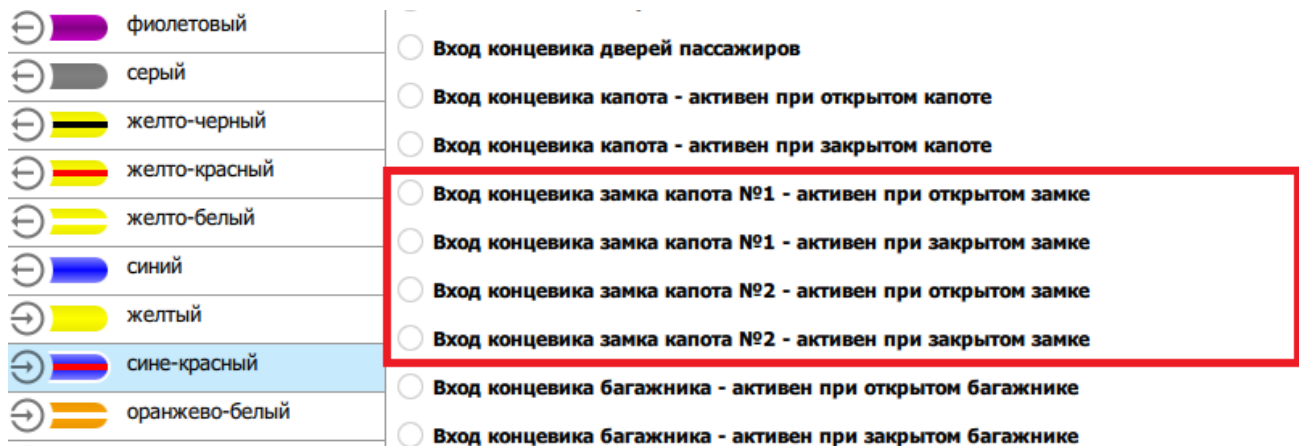 фиолетовый
серый
желто-черный
желто-красный
желто-белый
синий
желтый
сине-красный
оранжево-белый
Вход концевика дверей пассажиров
Вход концевика капота - активен при открытом капоте
Вход концевика капота - активен при закрытом капоте
Вход концевика замка капота №1 - активен при открытом замке
Вход концевика замка капота №1 - активен при закрытом замке
Вход концевика замка капота №2 - активен при открытом замке
Вход концевика замка капота №2 - активен при закрытом замке
Вход концевика багажника - активен при открытом багажнике
Вход концевика багажника - активен при закрытом багажнике